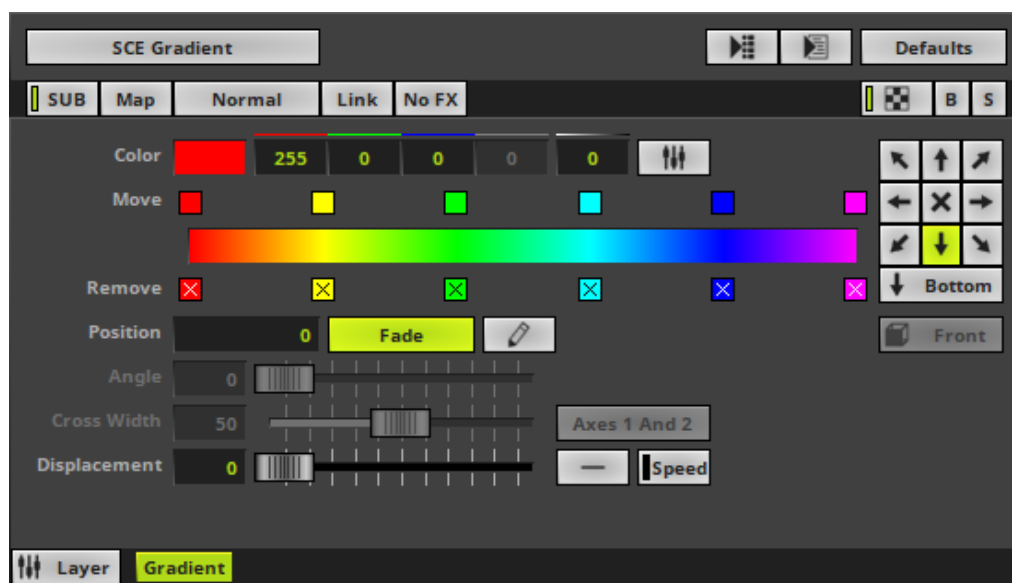 SCE Gradient Defaults
SUB Map Normal Link No FX B S
Color 255 0 0 0 0
Move
Remove
Bottom
Position 0 Fade Front
Angle 0
Cross Width 50 Axes 1 And 2
Displacement 0 Speed
Layer Gradient